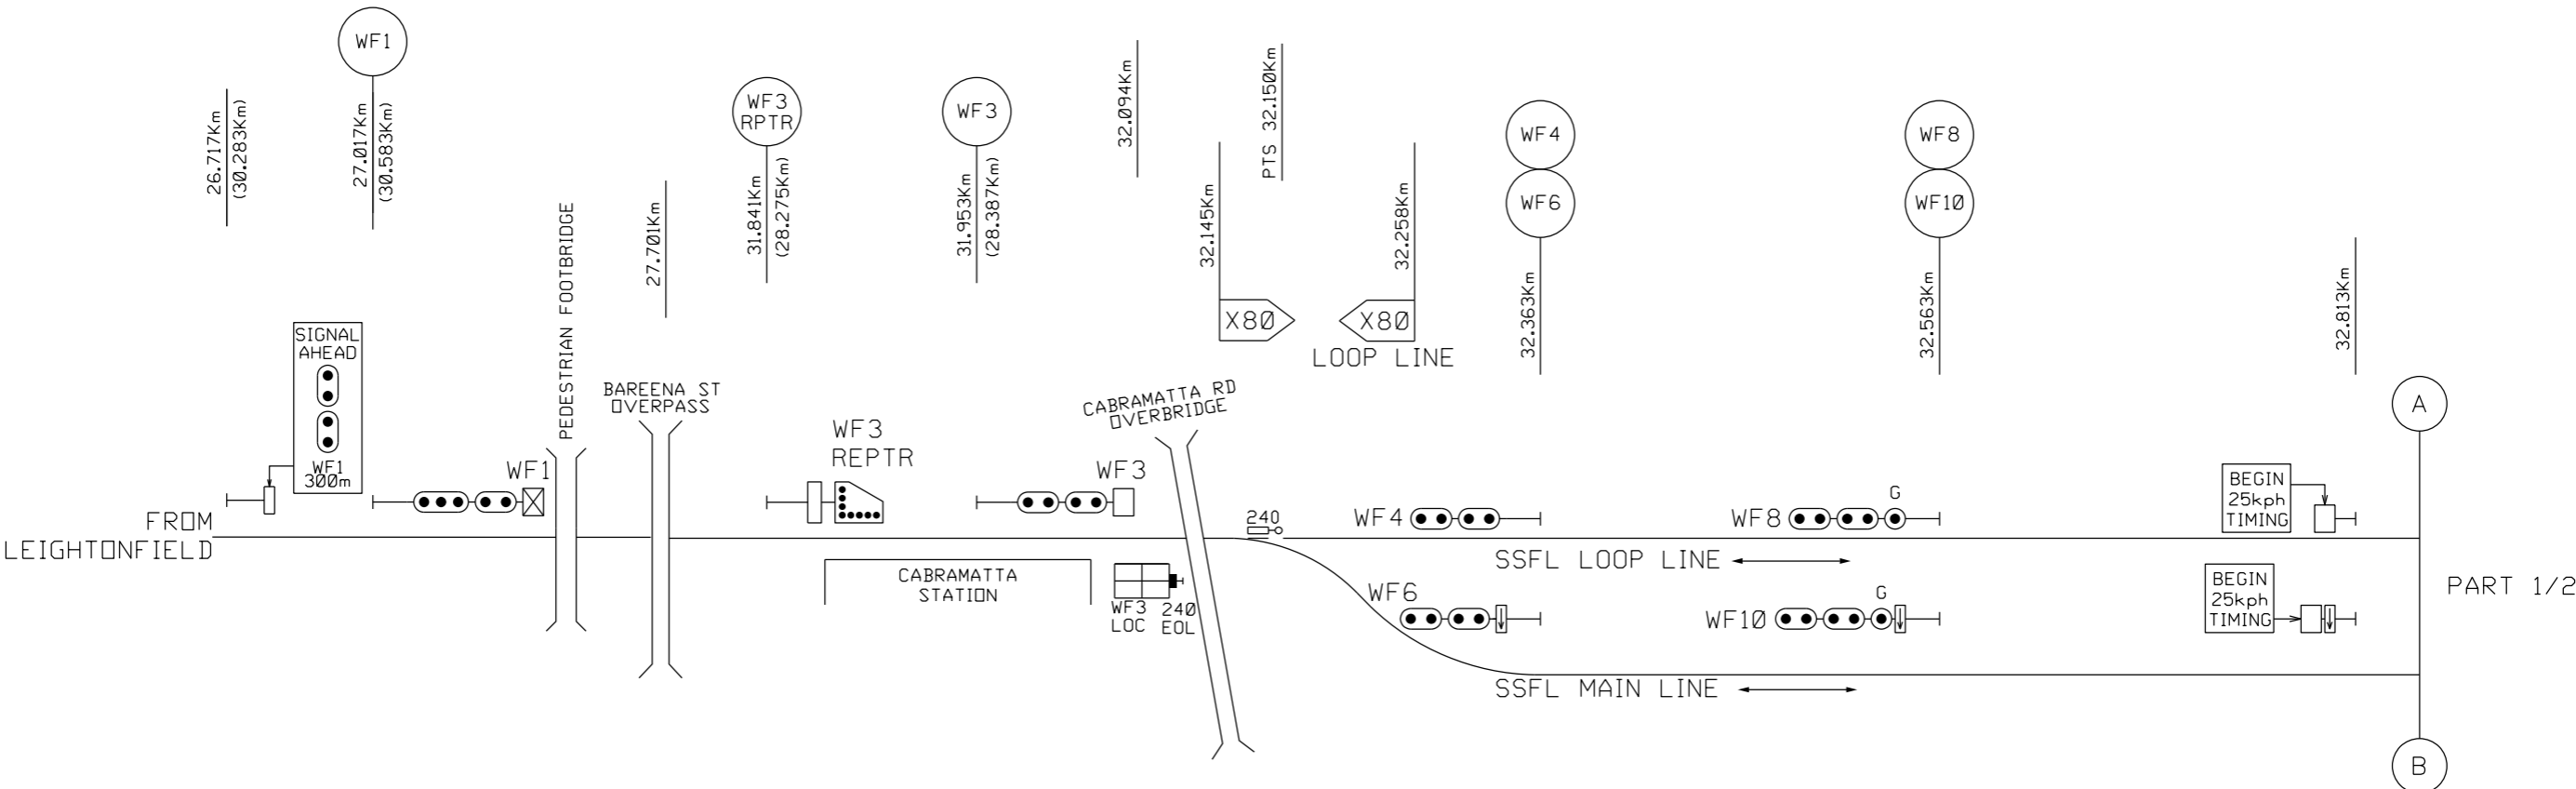 WF1
26.717Km
(30.283Km)
27.017Km
(30.583Km)
PEDESTRIAN FOOTBRIDGE
27.701Km
WF3
RPTR
31.841Km
(28.275Km)
WF3
31.953Km
(28.387Km)
32.094Km
32.145Km
PTS 32.150Km
32.258Km
X80
X80
LOOP LINE
WF4
WF6
32.363Km
WF8
WF10
32.563Km
32.813Km
SIGNAL
AHEAD
WF1
300m
WF1
BAREENA ST
OVERPASS
WF3
REPTR
WF3
CABRAMATTA RD
OVERBRIDGE
FROM
LEIGHTONFIELD
CABRAMATTA
STATION
WF3
LOC
240
EOL
240
WF4
WF8
G
BEGIN
25kph
TIMING
SSFL LOOP LINE
WF6
WF10
G
BEGIN
25kph
TIMING
SSFL MAIN LINE
A
PART 1/2
B